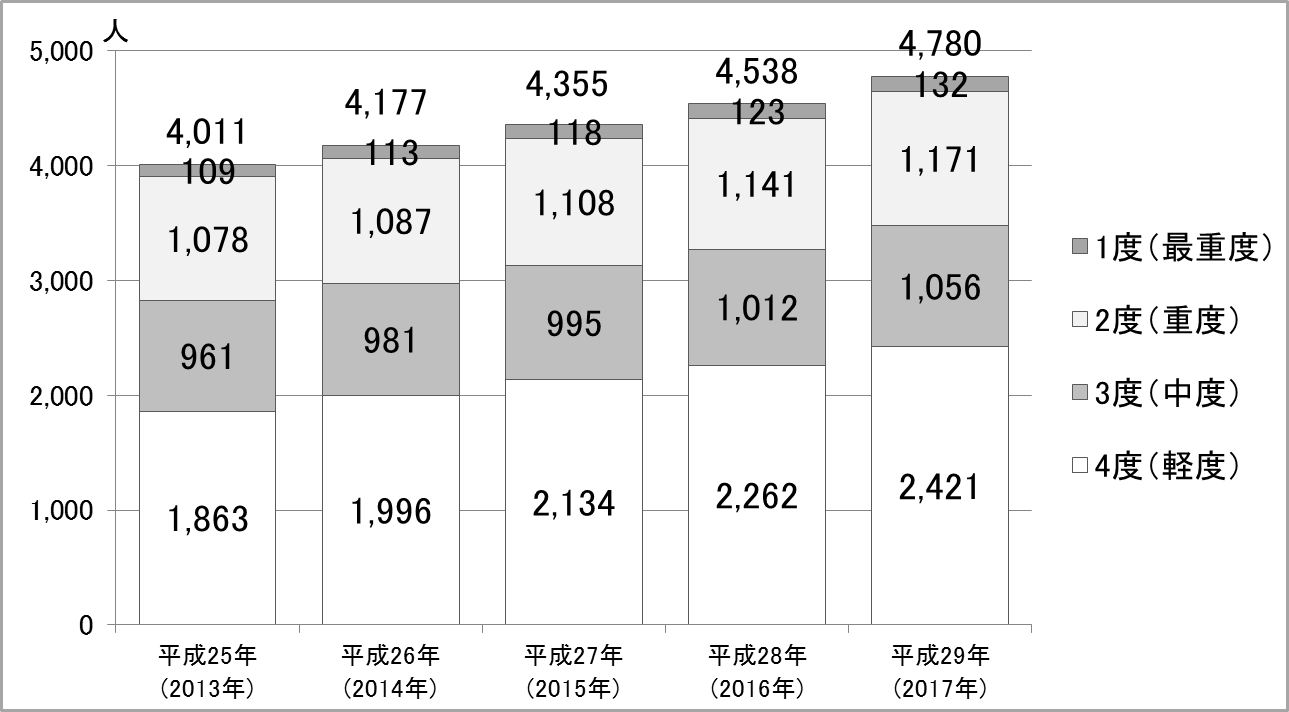 人
5,000
4,000
3,000
2,000
1,000
0
4,011
109
1,078
961
1,863
4,177
113
1,087
981
1,996
4,355
118
1,108
995
2,134
4,538
123
1,141
1,012
2,262
4,780
132
1,171
1,056
2,421
平成25年
（2013年）
平成26年
（2014年）
平成27年
（2015年）
平成28年
（2016年）
平成29年
（2017年）
1度（最重度）
2度（重度）
3度（中度）
4度（軽度）